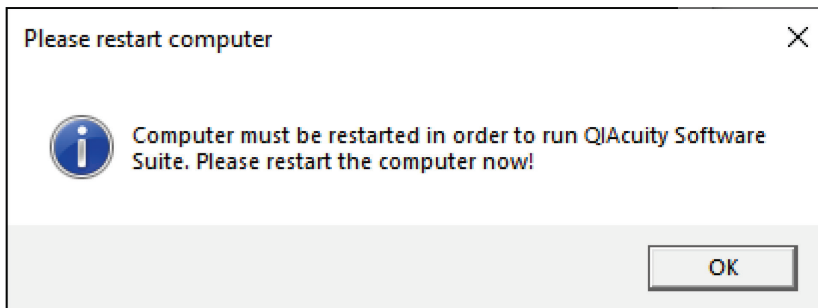 Please restart computer
Computer must be restarted in order to run QIAcuity Software
Suite. Please restart the computer now!
OK